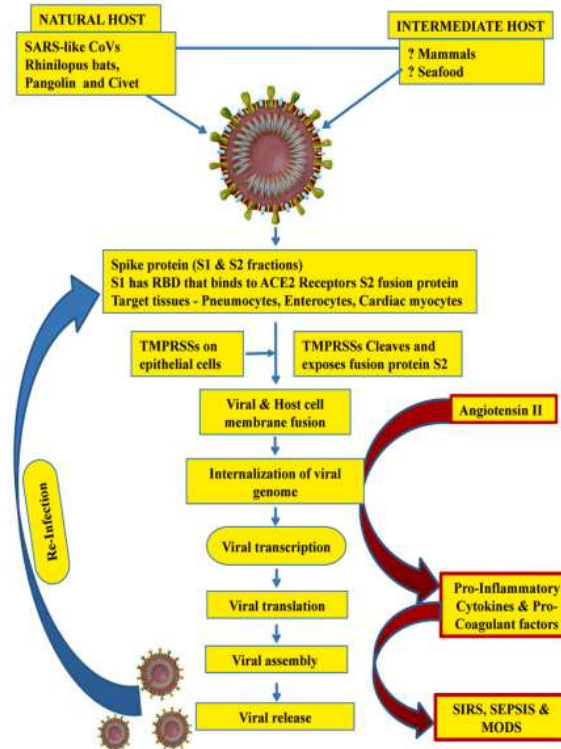 NATURAL HOST
SARS-like CoVs
Rhinilopus bats,
Pangolin and Civet
INTERMEDIATE HOST
? Mammals
? Seafood
Spike protein (S1 & S2 fractions)
S1 has RBD that binds to ACE2 Receptors S2 fusion protein
Target tissues - Pneumocytes, Enterocytes, Cardiac myocytes
TMPRSSs on
epithelial cells
TMPRSSs Cleaves and
exposes fusion protein S2
Viral & Host cell
membrane fusion
Angiotensin II
Internalization of viral
genome
Re-Infection
Viral transcription
Pro-Inflammatory
Cytokines & Pro-
Coagulant factors
Viral translation
Viral assembly
Viral release
SIRS, SEPSIS &
MODS